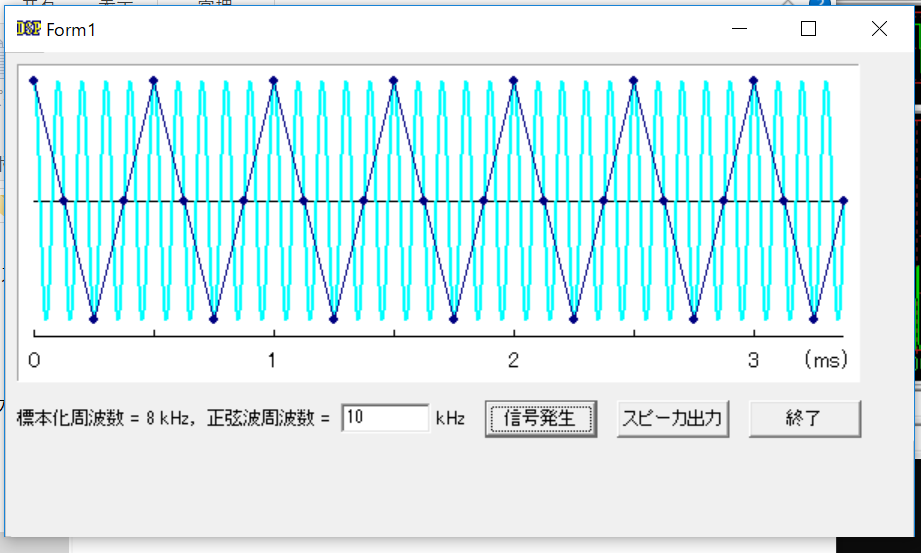 Form1
0 1 2 3 (ms)
標本化周波数 = 8 kHz, 正弦波周波数 = 10 kHz 信号発生 スピーカ出力 終了